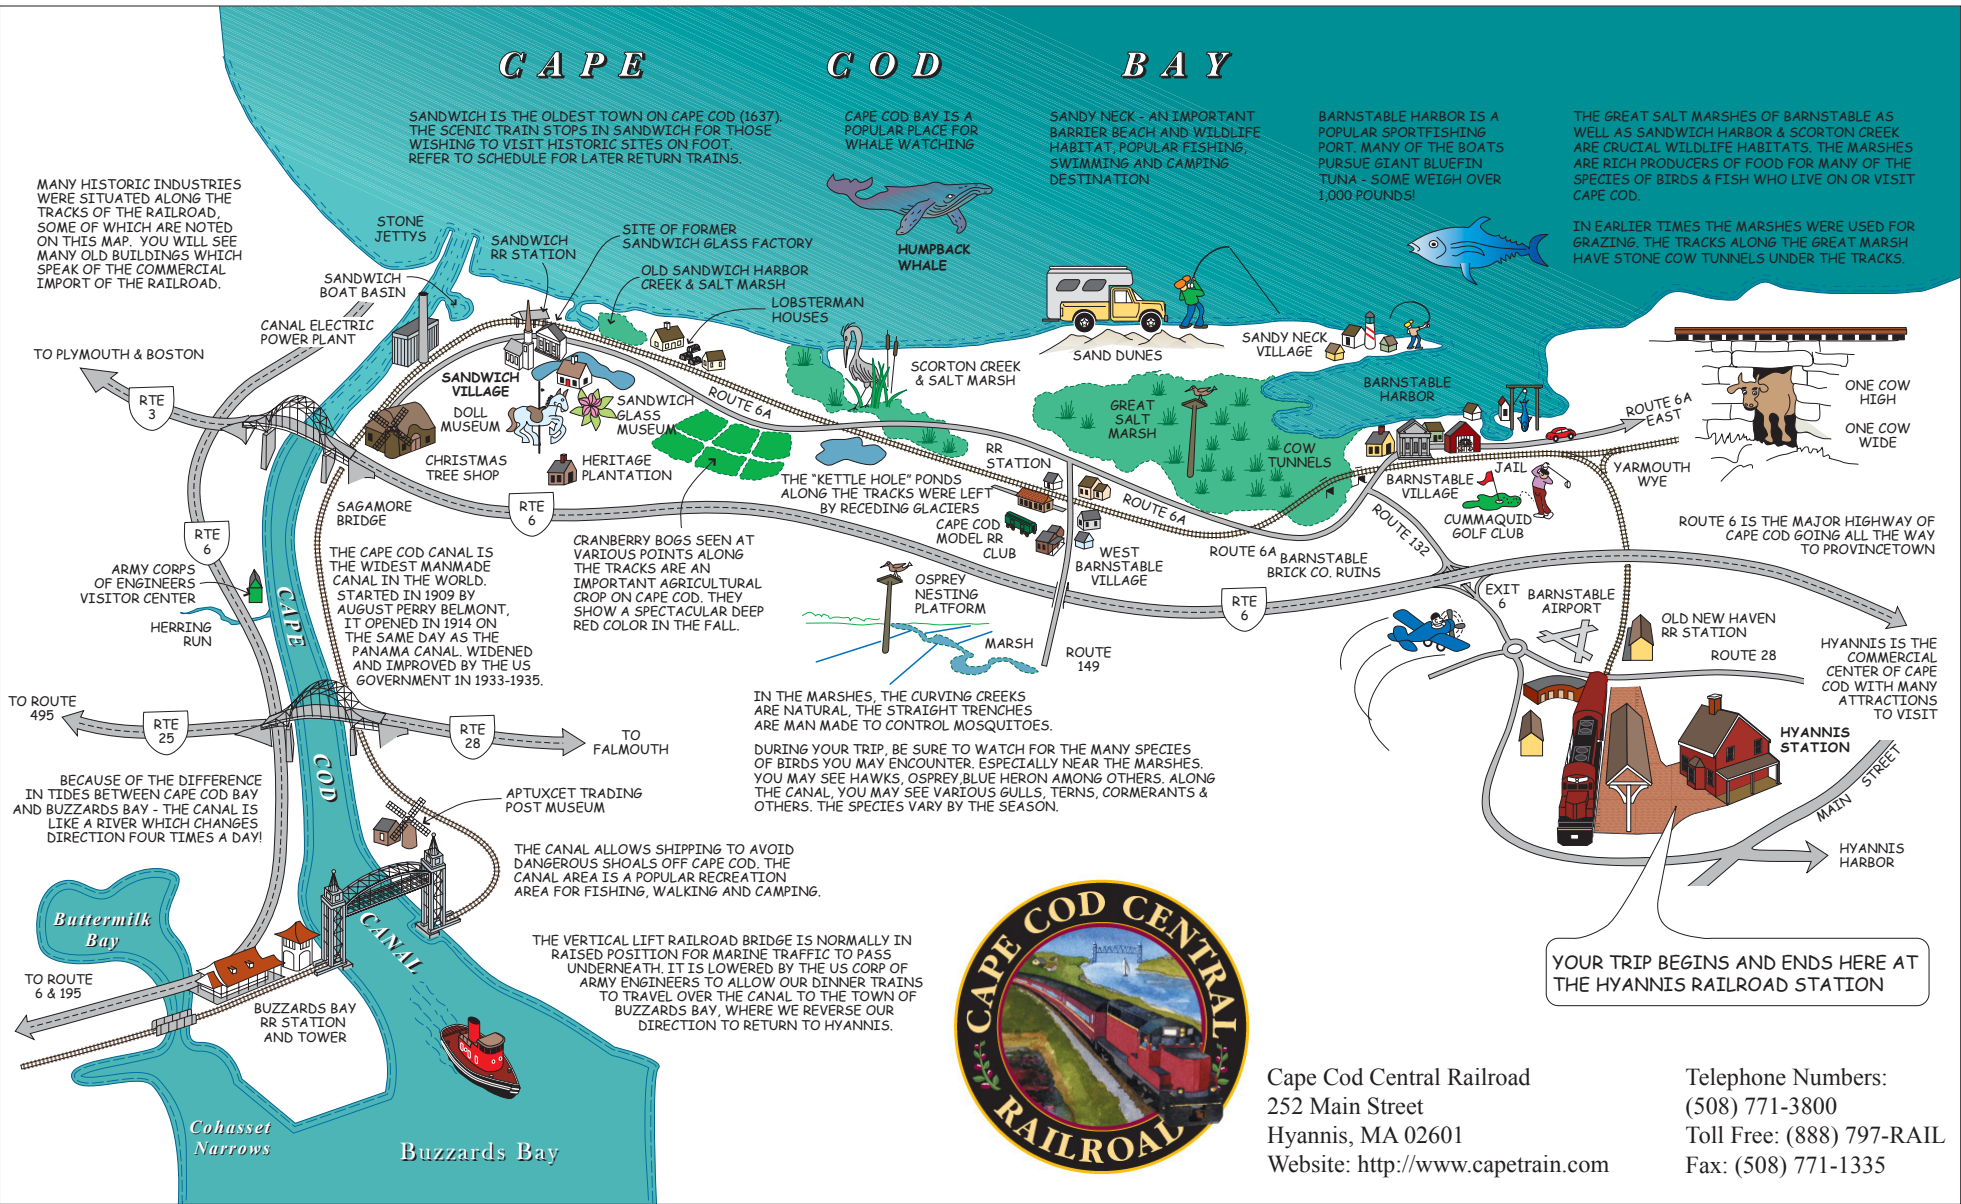 CAPE COD BAY
SANDWICH IS THE OLDEST TOWN ON CAPE COD (1637).
THE SCENIC TRAIN STOPS IN SANDWICH FOR THOSE
WISHING TO VISIT HISTORIC SITES ON FOOT.
REFER TO SCHEDULE FOR LATER RETURN TRAINS.
CAPE COD BAY IS A
POPULAR PLACE FOR
WHALE WATCHING
SANDY NECK - AN IMPORTANT
BARRIER BEACH AND WILDLIFE
HABITAT, POPULAR FISHING,
SWIMMING AND CAMPING
DESTINATION
BARNSTABLE HARBOR IS A
POPULAR SPORTFISHING
PORT. MANY OF THE BOATS
PURSUE GIANT BLUEFIN
TUNA - SOME WEIGH OVER
1,000 POUNDS!
THE GREAT SALT MARSHES OF BARNSTABLE AS
WELL AS SANDWICH HARBOR & SCORTON CREEK
ARE CRUCIAL WILDLIFE HABITATS. THE MARSHES
ARE RICH PRODUCERS OF FOOD FOR MANY OF THE
SPECIES OF BIRDS & FISH WHO LIVE ON OR VISIT
CAPE COD.
IN EARLIER TIMES THE MARSHES WERE USED FOR
GRAZING. THE TRACKS ALONG THE GREAT MARSH
HAVE STONE COW TUNNELS UNDER THE TRACKS.
MANY HISTORIC INDUSTRIES
WERE SITUATED ALONG THE
TRACKS OF THE RAILROAD,
SOME OF WHICH ARE NOTED
ON THIS MAP. YOU WILL SEE
MANY OLD BUILDINGS WHICH
SPEAK OF THE COMMERCIAL
IMPORT OF THE RAILROAD.
STONE
JETTYS
SANDWICH
RR STATION
SITE OF FORMER
SANDWICH GLASS FACTORY
OLD SANDWICH HARBOR
CREEK & SALT MARSH
LOBSTERMAN
HOUSES
HUMPBACK
WHALE
SANDWICH
BOAT BASIN
CANAL ELECTRIC
POWER PLANT
TO PLYMOUTH & BOSTON
RTE
3
SANDWICH
VILLAGE
DOLL
MUSEUM
SANDWICH
GLASS
MUSEUM
CHRISTMAS
TREE SHOP
HERITAGE
PLANTATION
ROUTE 6A
SCORTON CREEK
& SALT MARSH
SAND DUNES
SANDY NECK
VILLAGE
BARNSTABLE
HARBOR
GREAT
SALT
MARSH
COW
TUNNELS
ROUTE 6A
EAST
ONE COW
HIGH
ONE COW
WIDE
SAGAMORE
BRIDGE
RTE
6
THE "KETTLE HOLE" PONDS
ALONG THE TRACKS WERE LEFT
BY RECEDING GLACIERS
RR
STATION
CAPE COD
MODEL RR
CLUB
ROUTE 6A
WEST
BARNSTABLE
VILLAGE
ROUTE 6A
BARNSTABLE
BRICK CO. RUINS
ROUTE 132
BARNSTABLE
VILLAGE
JAIL
CUMMAQUID
GOLF CLUB
YARMOUTH
WYE
ROUTE 6 IS THE MAJOR HIGHWAY OF
CAPE COD GOING ALL THE WAY
TO PROVINCETOWN
RTE
6
ARMY CORPS
OF ENGINEERS
VISITOR CENTER
HERRING
RUN
THE CAPE COD CANAL IS
THE WIDEST MANMADE
CANAL IN THE WORLD.
STARTED IN 1909 BY
AUGUST PERRY BELMONT,
IT OPENED IN 1914 ON
THE SAME DAY AS THE
PANAMA CANAL. WIDENED
AND IMPROVED BY THE US
GOVERNMENT 1N 1933-1935.
CRANBERRY BOGS SEEN AT
VARIOUS POINTS ALONG
THE TRACKS ARE AN
IMPORTANT AGRICULTURAL
CROP ON CAPE COD. THEY
SHOW A SPECTACULAR DEEP
RED COLOR IN THE FALL.
OSPREY
NESTING
PLATFORM
MARSH
ROUTE
149
RTE
6
EXIT
6
BARNSTABLE
AIRPORT
OLD NEW HAVEN
RR STATION
ROUTE 28
HYANNIS IS THE
COMMERCIAL
CENTER OF CAPE
COD WITH MANY
ATTRACTIONS
TO VISIT
CAPE
COD
CANAL
TO ROUTE
495
RTE
25
RTE
28
TO
FALMOUTH
IN THE MARSHES, THE CURVING CREEKS
ARE NATURAL, THE STRAIGHT TRENCHES
ARE MAN MADE TO CONTROL MOSQUITOES.
DURING YOUR TRIP, BE SURE TO WATCH FOR THE MANY SPECIES
OF BIRDS YOU MAY ENCOUNTER. ESPECIALLY NEAR THE MARSHES.
YOU MAY SEE HAWKS, OSPREY,BLUE HERON AMONG OTHERS. ALONG
THE CANAL, YOU MAY SEE VARIOUS GULLS, TERNS, CORMERANTS &
OTHERS. THE SPECIES VARY BY THE SEASON.
HYANNIS
STATION
MAIN STREET
HYANNIS
HARBOR
BECAUSE OF THE DIFFERENCE
IN TIDES BETWEEN CAPE COD BAY
AND BUZZARDS BAY - THE CANAL IS
LIKE A RIVER WHICH CHANGES
DIRECTION FOUR TIMES A DAY!
APTUXCET TRADING
POST MUSEUM
THE CANAL ALLOWS SHIPPING TO AVOID
DANGEROUS SHOALS OFF CAPE COD. THE
CANAL AREA IS A POPULAR RECREATION
AREA FOR FISHING, WALKING AND CAMPING.
Buttermilk
Bay
TO ROUTE
6 & 195
BUZZARDS BAY
RR STATION
AND TOWER
THE VERTICAL LIFT RAILROAD BRIDGE IS NORMALLY IN
RAISED POSITION FOR MARINE TRAFFIC TO PASS
UNDERNEATH. IT IS LOWERED BY THE US CORP OF
ARMY ENGINEERS TO ALLOW OUR DINNER TRAINS
TO TRAVEL OVER THE CANAL TO THE TOWN OF
BUZZARDS BAY, WHERE WE REVERSE OUR
DIRECTION TO RETURN TO HYANNIS.
YOUR TRIP BEGINS AND ENDS HERE AT
THE HYANNIS RAILROAD STATION
CAPE COD CENTRAL
RAILROAD
Cohasset
Narrows
Buzzards Bay
Cape Cod Central Railroad
252 Main Street
Hyannis, MA 02601
Website: http://www.capetrain.com
Telephone Numbers:
(508) 771-3800
Toll Free: (888) 797-RAIL
Fax: (508) 771-1335